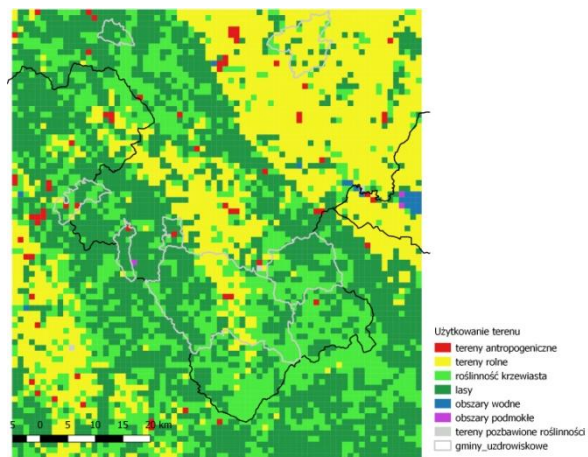 Użytkowanie terenu
tereny antropogeniczne
tereny rolne
roślinność krzewiasta
lasy
obszary wodne
obszary podmokłe
tereny pozbawione roślinności
gminy_uzdrowiskowe
5 0 5 10 15 20 km